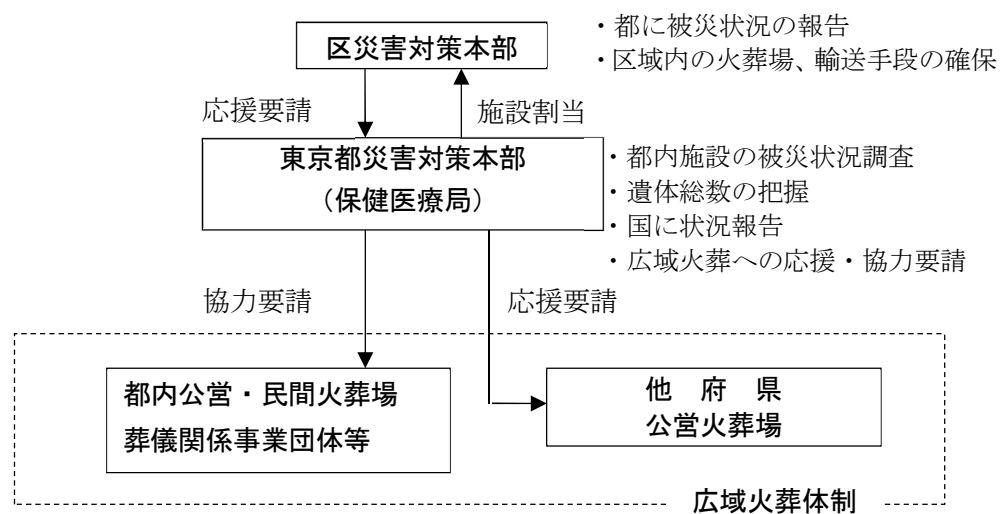 区災害対策本部
・都に被災状況の報告
・区域内の火葬場、輸送手段の確保
応援要請
施設割当
東京都災害対策本部
（保健医療局）
・都内施設の被災状況調査
・遺体総数の把握
・国に状況報告
・広域火葬への応援・協力要請
協力要請
応援要請
都内公営・民間火葬場
葬儀関係事業団体等
他　府　県
公営火葬場
広域火葬体制